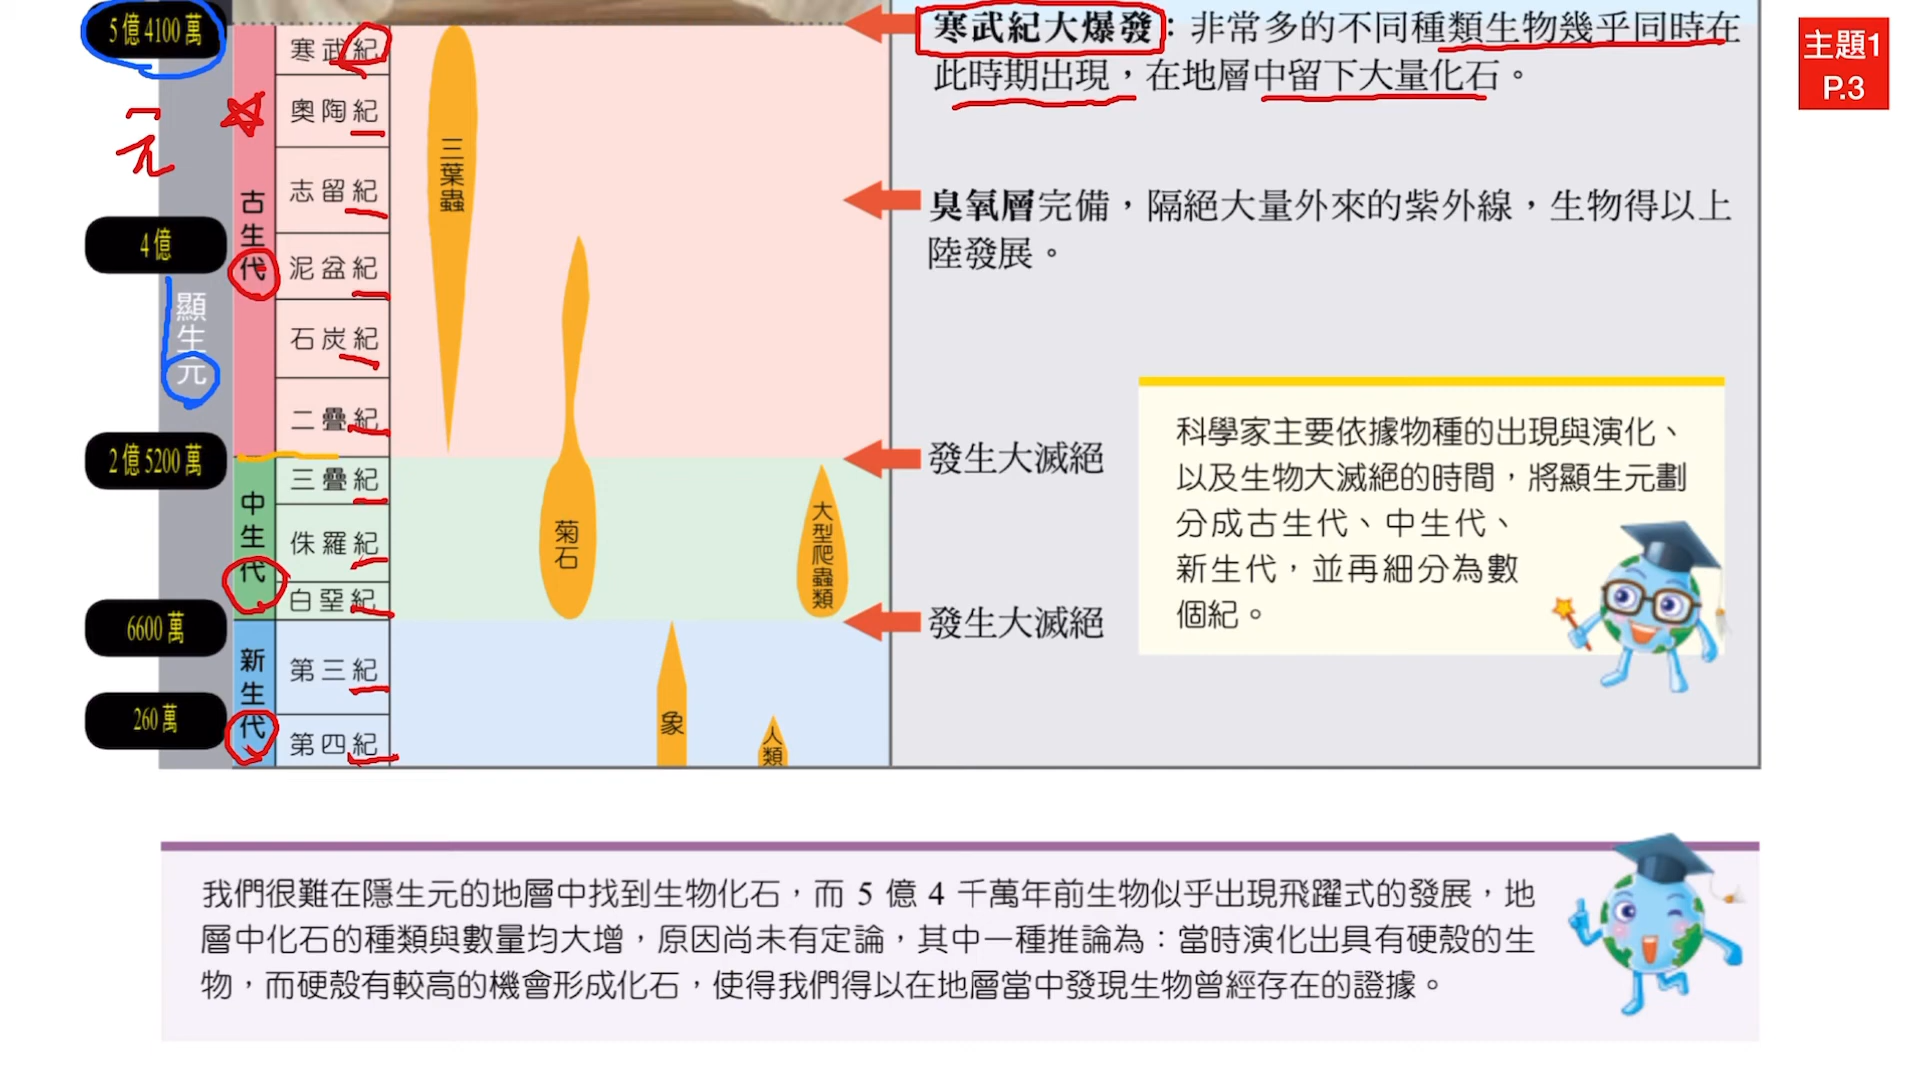 5億4100萬
寒武紀
寒武紀大爆發：非常多的不同種類生物幾乎同時在
此時期出現，在地層中留下大量化石。
主題1
P.3
元
奧陶紀
志留紀
古生代
三葉蟲
臭氧層完備，隔絕大量外來的紫外線，生物得以上
陸發展。
4億
泥盆紀
顯生元
石炭紀
二疊紀
2億5200萬
發生大滅絕
科學家主要依據物種的出現與演化、
以及生物大滅絕的時間，將顯生元劃
分成古生代、中生代、
新生代，並再細分為數
個紀。
三疊紀
中生代
侏羅紀
菊石
大型爬蟲類
白堊紀
6600萬
發生大滅絕
新生代
第三紀
象
260萬
第四紀
人類
我們很難在隱生元的地層中找到生物化石，而 5 億 4 千萬年前生物似乎出現飛躍式的發展，地
層中化石的種類與數量均大增，原因尚未有定論，其中一種推論為：當時演化出具有硬殼的生
物，而硬殼有較高的機會形成化石，使得我們得以在地層當中發現生物曾經存在的證據。